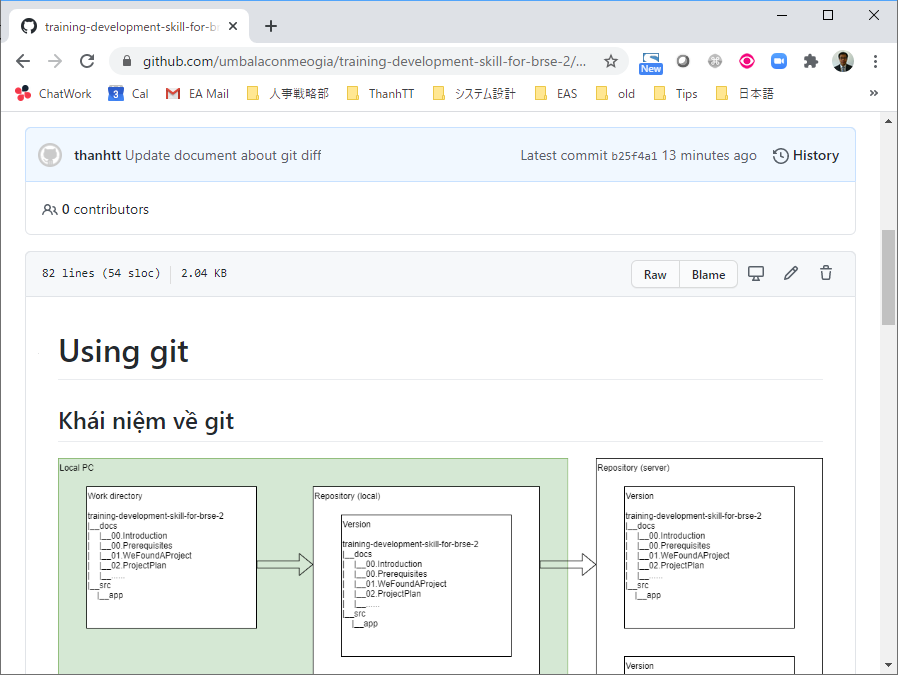 training-development-skill-for-b
github.com/umbalaconmeogia/training-development-skill-for-brse-2/...
New
ChatWork
3
Cal
EA Mail
人事戦略部
ThanhTT
システム設計
EAS
old
Tips
日本語
»
thanhtt Update document about git diff
Latest commit b25f4a1 13 minutes ago
History
0 contributors
82 lines (54 sloc)
2.04 KB
Raw
Blame
Using git
Khái niệm về git
Local PC
Work directory
training-development-skill-for-brse-2
|__docs
| |__00.Introduction
| |__00.Prerequisites
| |__01.WeFoundAProject
| |__02.ProjectPlan
| |__......
|__src
|__app
Repository (local)
Version
training-development-skill-for-brse-2
|__docs
| |__00.Introduction
| |__00.Prerequisites
| |__01.WeFoundAProject
| |__02.ProjectPlan
| |__......
|__src
|__app
Repository (server)
Version
training-development-skill-for-brse-2
|__docs
| |__00.Introduction
| |__00.Prerequisites
| |__01.WeFoundAProject
| |__02.ProjectPlan
| |__......
|__src
|__app
Version